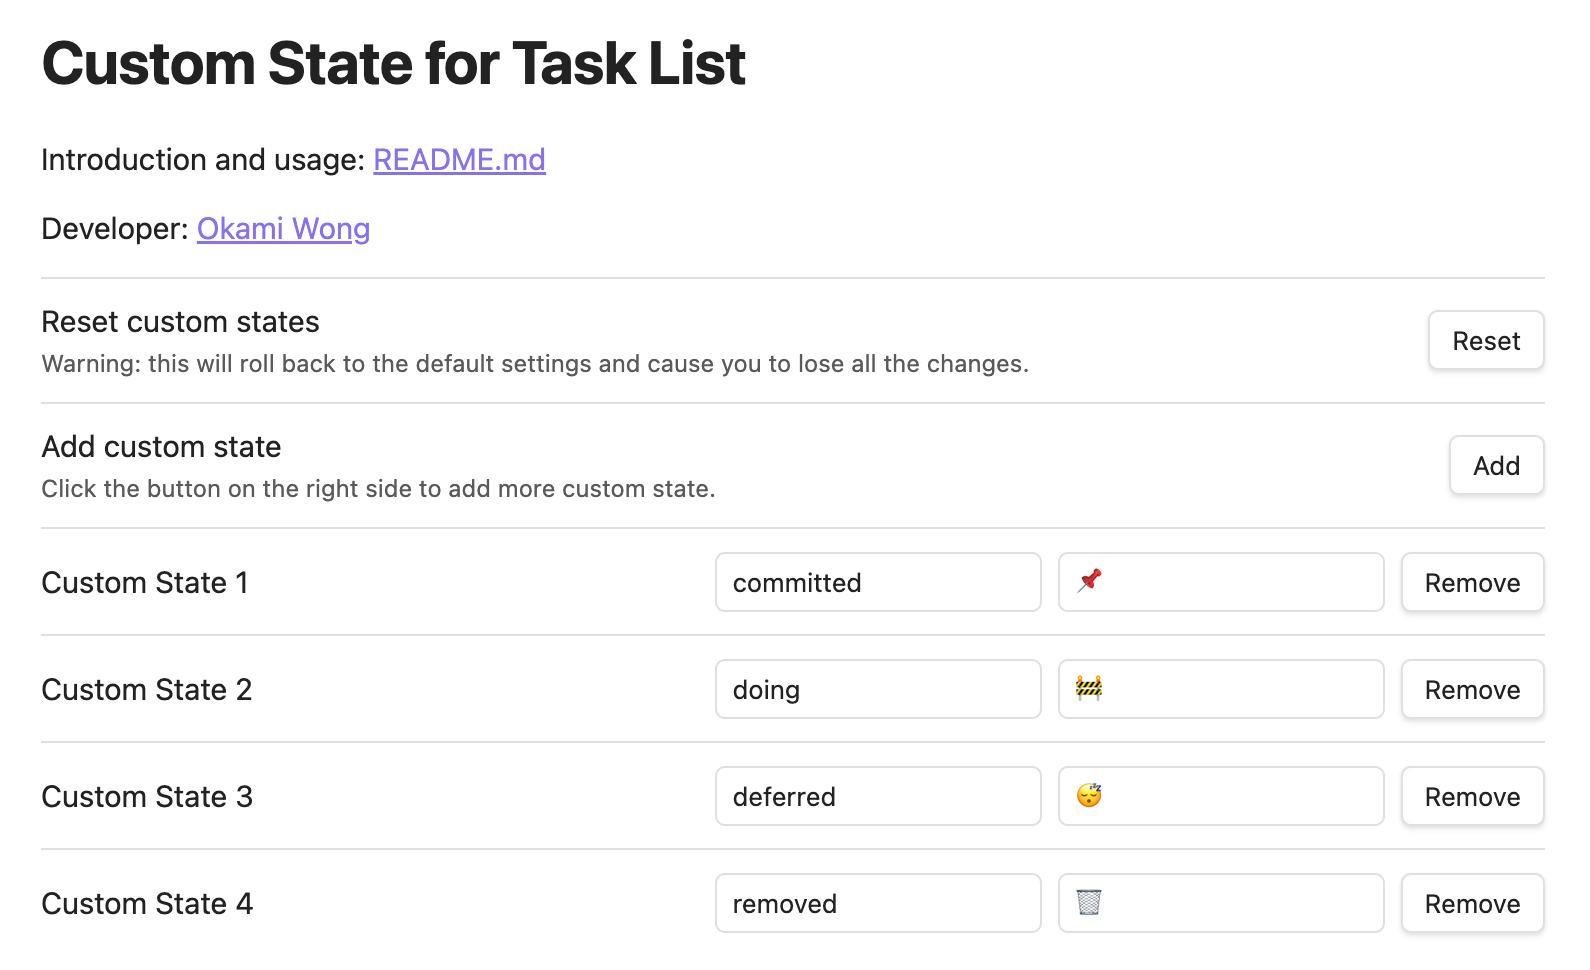 Custom State for Task List
Introduction and usage: README.md
Developer: Okami Wong
Reset custom states
Warning: this will roll back to the default settings and cause you to lose all the changes.
Reset
Add custom state
Click the button on the right side to add more custom state.
Add
Custom State 1 committed 📌 Remove
Custom State 2 doing 🚧 Remove
Custom State 3 deferred 😴 Remove
Custom State 4 removed 🗑️ Remove